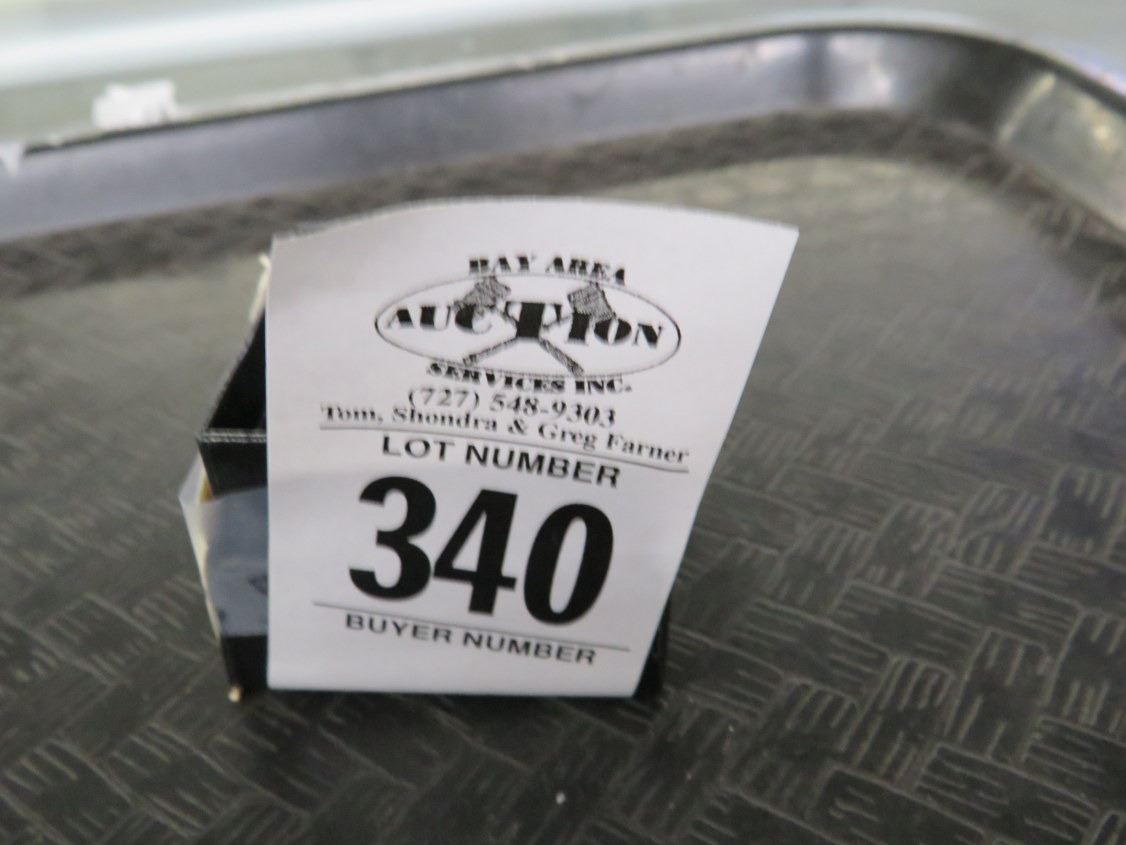 BAY AREA
AUCTION
SERVICES INC.
(727) 548-9303
Tom, Shondra & Greg Farner
LOT NUMBER
340
BUYER NUMBER